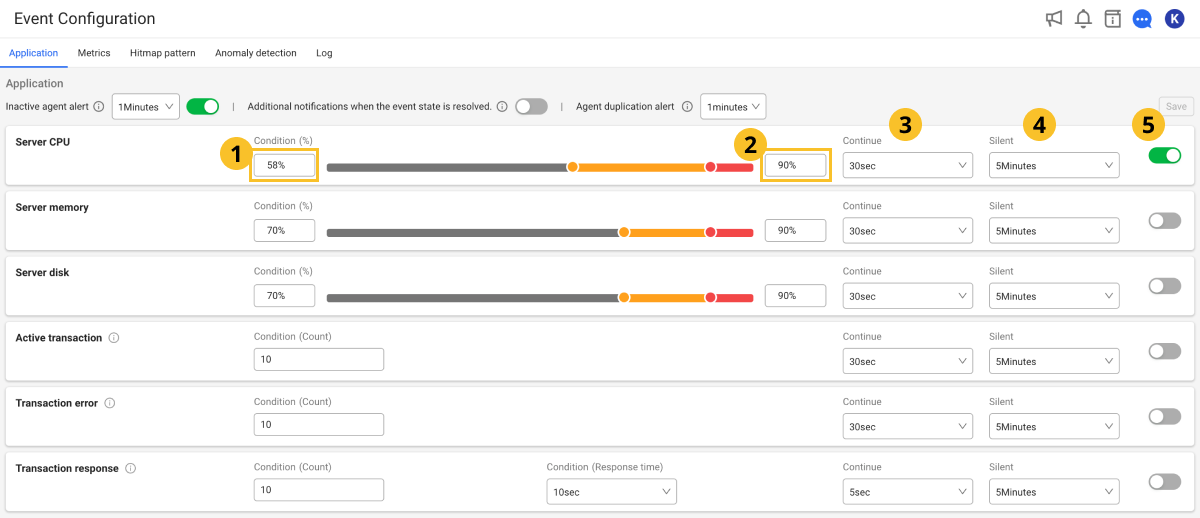 Event Configuration
K
Application Metrics Hitmap pattern Anomaly detection Log
Application
Inactive agent alert 1Minutes | Additional notifications when the event state is resolved. | Agent duplication alert 1minutes Save
Server CPU Condition (%) Continue Silent
1 58% 2 90% 3 30sec 4 5Minutes 5
Server memory Condition (%) Continue Silent
70% 90% 30sec 5Minutes
Server disk Condition (%) Continue Silent
70% 90% 30sec 5Minutes
Active transaction Condition (Count) Continue Silent
10 30sec 5Minutes
Transaction error Condition (Count) Continue Silent
10 30sec 5Minutes
Transaction response Condition (Count) Condition (Response time) Continue Silent
10 10sec 5sec 5Minutes